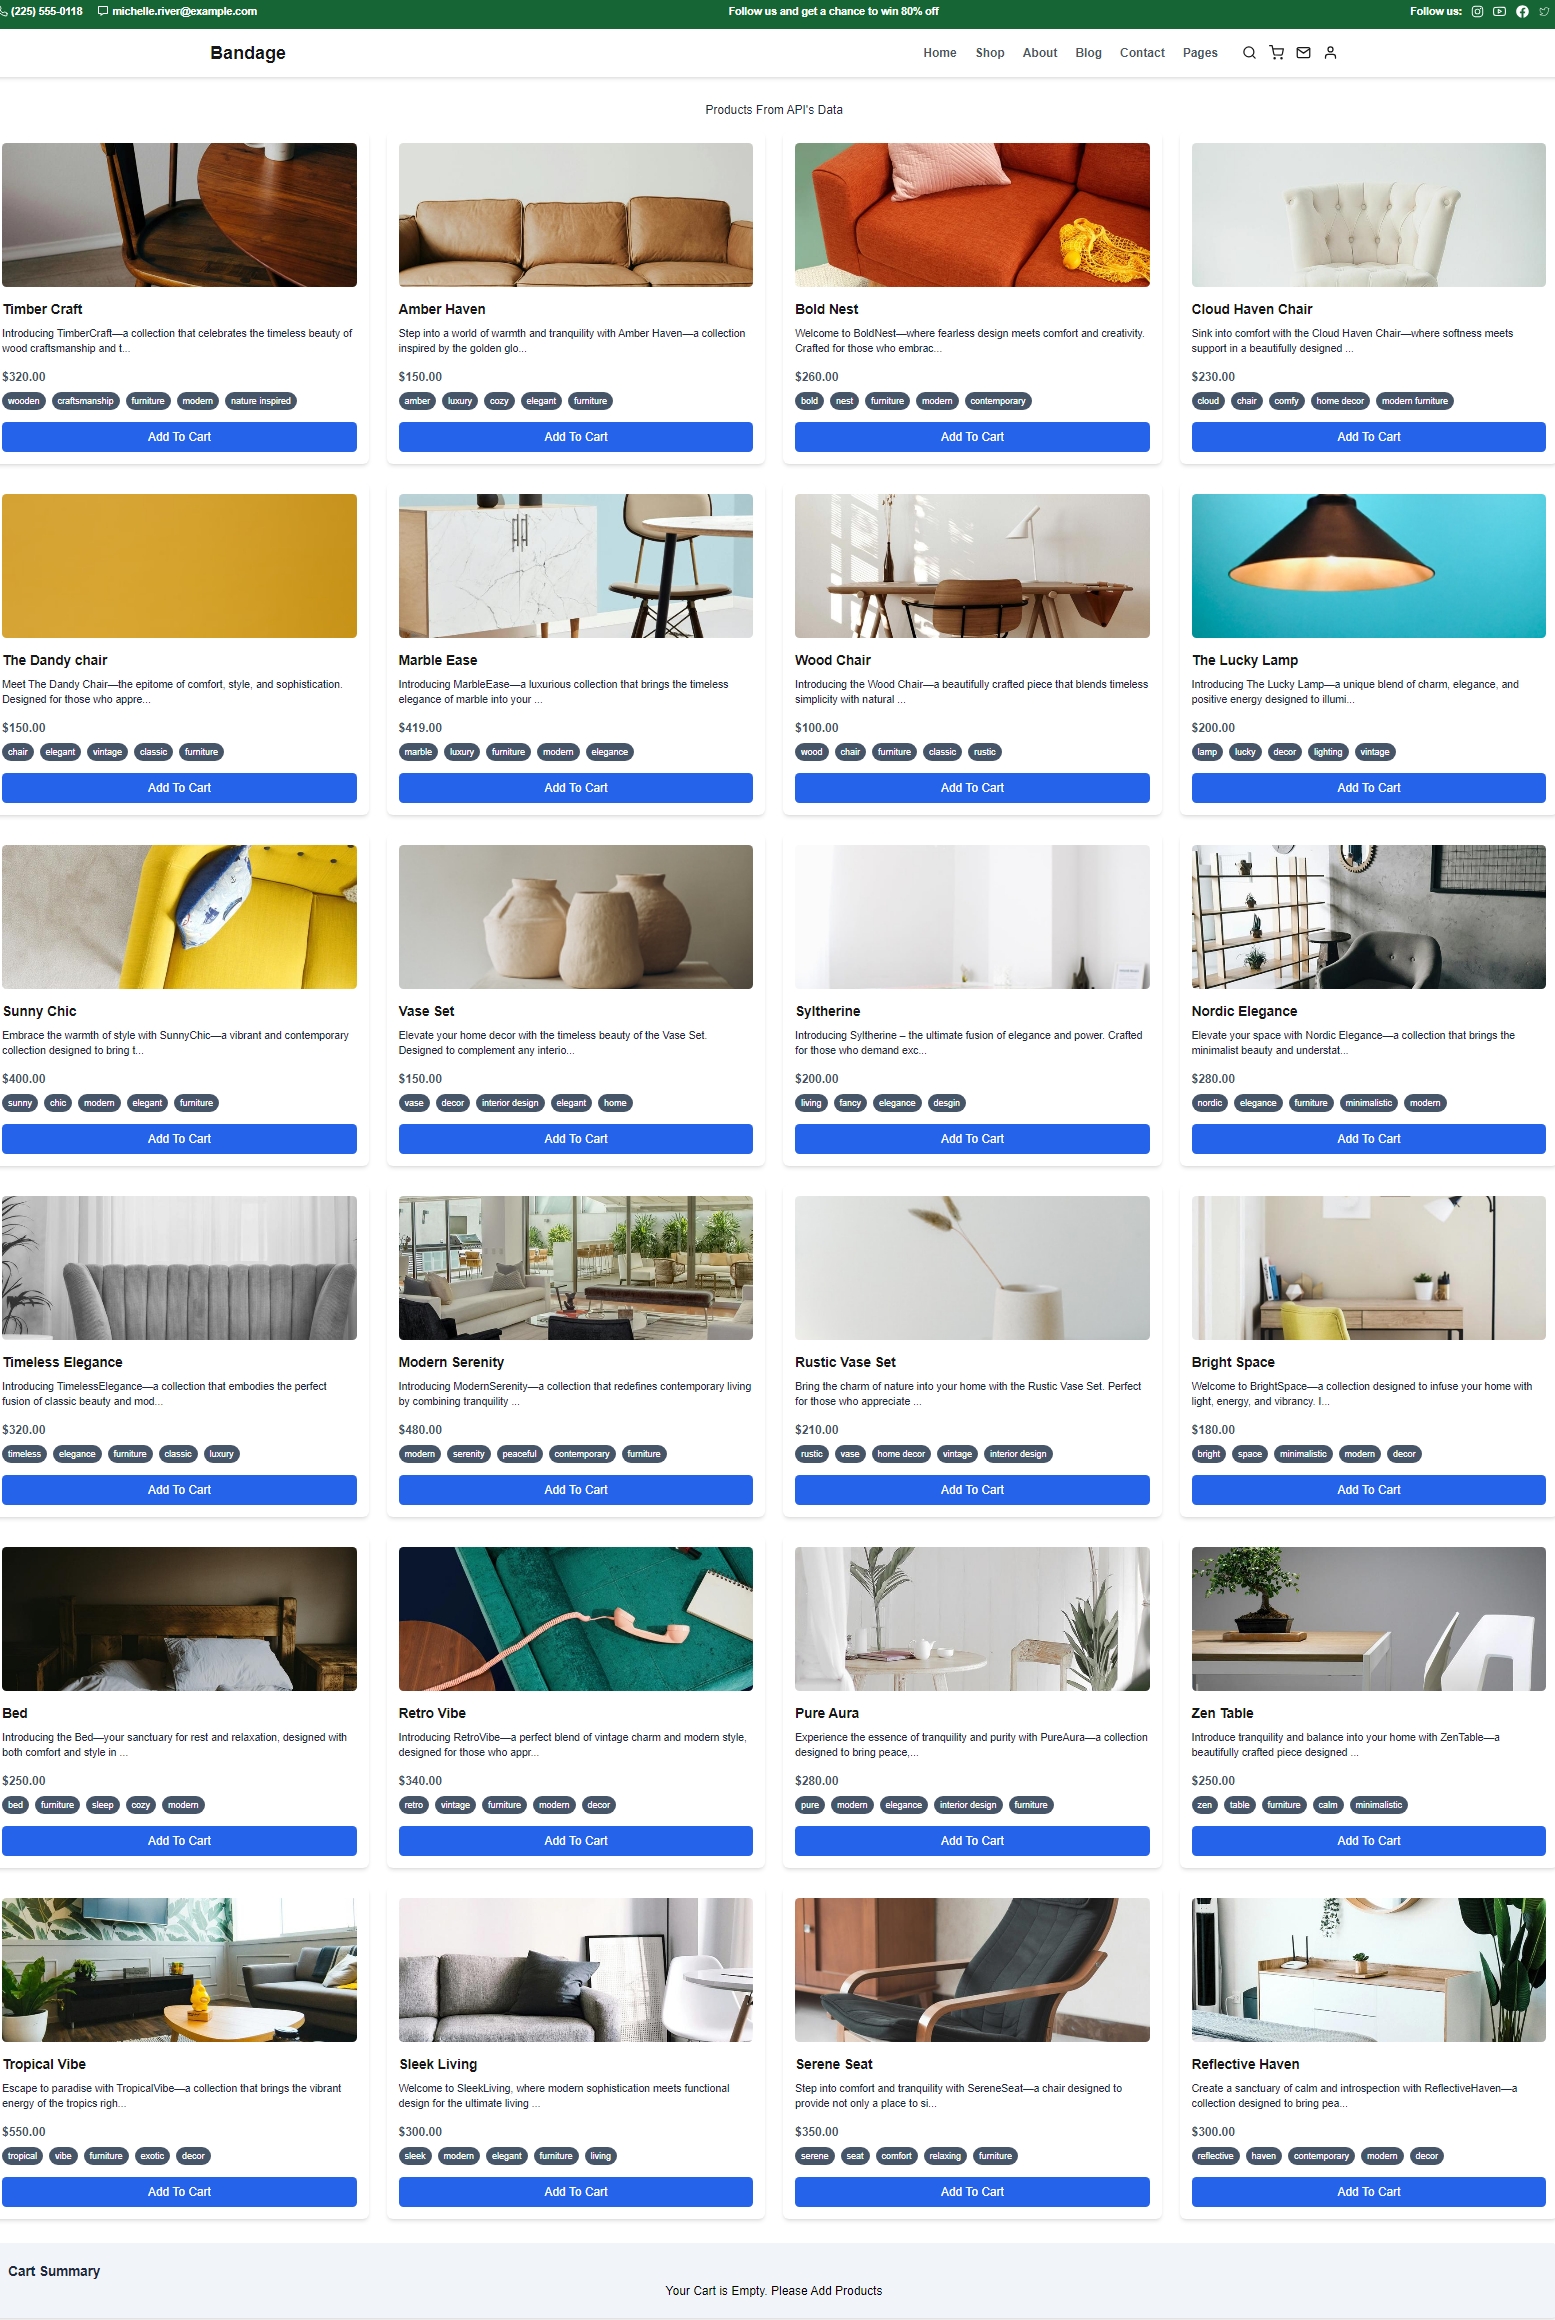 (225) 555-0118 michelle.river@example.com Follow us and get a chance to win 80% off Follow us:
Bandage Home Shop About Blog Contact Pages
Products From API's Data
Timber Craft
Introducing TimberCraft—a collection that celebrates the timeless beauty of
wood craftsmanship and t...
$320.00
wooden craftsmanship furniture modern nature inspired
Add To Cart
Amber Haven
Step into a world of warmth and tranquility with Amber Haven—a collection
inspired by the golden glo...
$150.00
amber luxury cozy elegant furniture
Add To Cart
Bold Nest
Welcome to BoldNest—where fearless design meets comfort and creativity.
Crafted for those who embrac...
$260.00
bold nest furniture modern contemporary
Add To Cart
Cloud Haven Chair
Sink into comfort with the Cloud Haven Chair—where softness meets
support in a beautifully designed ...
$230.00
cloud chair comfy home decor modern furniture
Add To Cart
The Dandy chair
Meet The Dandy Chair—the epitome of comfort, style, and sophistication.
Designed for those who appre...
$150.00
chair elegant vintage classic furniture
Add To Cart
Marble Ease
Introducing MarbleEase—a luxurious collection that brings the timeless
elegance of marble into your ...
$419.00
marble luxury furniture modern elegance
Add To Cart
Wood Chair
Introducing the Wood Chair—a beautifully crafted piece that blends timeless
simplicity with natural ...
$100.00
wood chair furniture classic rustic
Add To Cart
The Lucky Lamp
Introducing The Lucky Lamp—a unique blend of charm, elegance, and
positive energy designed to illumi...
$200.00
lamp lucky decor lighting vintage
Add To Cart
Sunny Chic
Embrace the warmth of style with SunnyChic—a vibrant and contemporary
collection designed to bring t...
$400.00
sunny chic modern elegant furniture
Add To Cart
Vase Set
Elevate your home decor with the timeless beauty of the Vase Set.
Designed to complement any interio...
$150.00
vase decor interior design elegant home
Add To Cart
Syltherine
Introducing Syltherine – the ultimate fusion of elegance and power. Crafted
for those who demand exc...
$200.00
living fancy elegance desgin
Add To Cart
Nordic Elegance
Elevate your space with Nordic Elegance—a collection that brings the
minimalist beauty and understat...
$280.00
nordic elegance furniture minimalistic modern
Add To Cart
Timeless Elegance
Introducing TimelessElegance—a collection that embodies the perfect
fusion of classic beauty and mod...
$320.00
timeless elegance furniture classic luxury
Add To Cart
Modern Serenity
Introducing ModernSerenity—a collection that redefines contemporary living
by combining tranquility ...
$480.00
modern serenity peaceful contemporary furniture
Add To Cart
Rustic Vase Set
Bring the charm of nature into your home with the Rustic Vase Set. Perfect
for those who appreciate ...
$210.00
rustic vase home decor vintage interior design
Add To Cart
Bright Space
Welcome to BrightSpace—a collection designed to infuse your home with
light, energy, and vibrancy. I...
$180.00
bright space minimalistic modern decor
Add To Cart
Bed
Introducing the Bed—your sanctuary for rest and relaxation, designed with
both comfort and style in ...
$250.00
bed furniture sleep cozy modern
Add To Cart
Retro Vibe
Introducing RetroVibe—a perfect blend of vintage charm and modern style,
designed for those who appr...
$340.00
retro vintage furniture modern decor
Add To Cart
Pure Aura
Experience the essence of tranquility and purity with PureAura—a collection
designed to bring peace,...
$280.00
pure modern elegance interior design furniture
Add To Cart
Zen Table
Introduce tranquility and balance into your home with ZenTable—a
beautifully crafted piece designed ...
$250.00
zen table furniture calm minimalistic
Add To Cart
Tropical Vibe
Escape to paradise with TropicalVibe—a collection that brings the vibrant
energy of the tropics righ...
$550.00
tropical vibe furniture exotic decor
Add To Cart
Sleek Living
Welcome to SleekLiving, where modern sophistication meets functional
design for the ultimate living ...
$300.00
sleek modern elegant furniture living
Add To Cart
Serene Seat
Step into comfort and tranquility with SereneSeat—a chair designed to
provide not only a place to si...
$350.00
serene seat comfort relaxing furniture
Add To Cart
Reflective Haven
Create a sanctuary of calm and introspection with ReflectiveHaven—a
collection designed to bring pea...
$300.00
reflective haven contemporary modern decor
Add To Cart
Cart Summary
Your Cart is Empty. Please Add Products